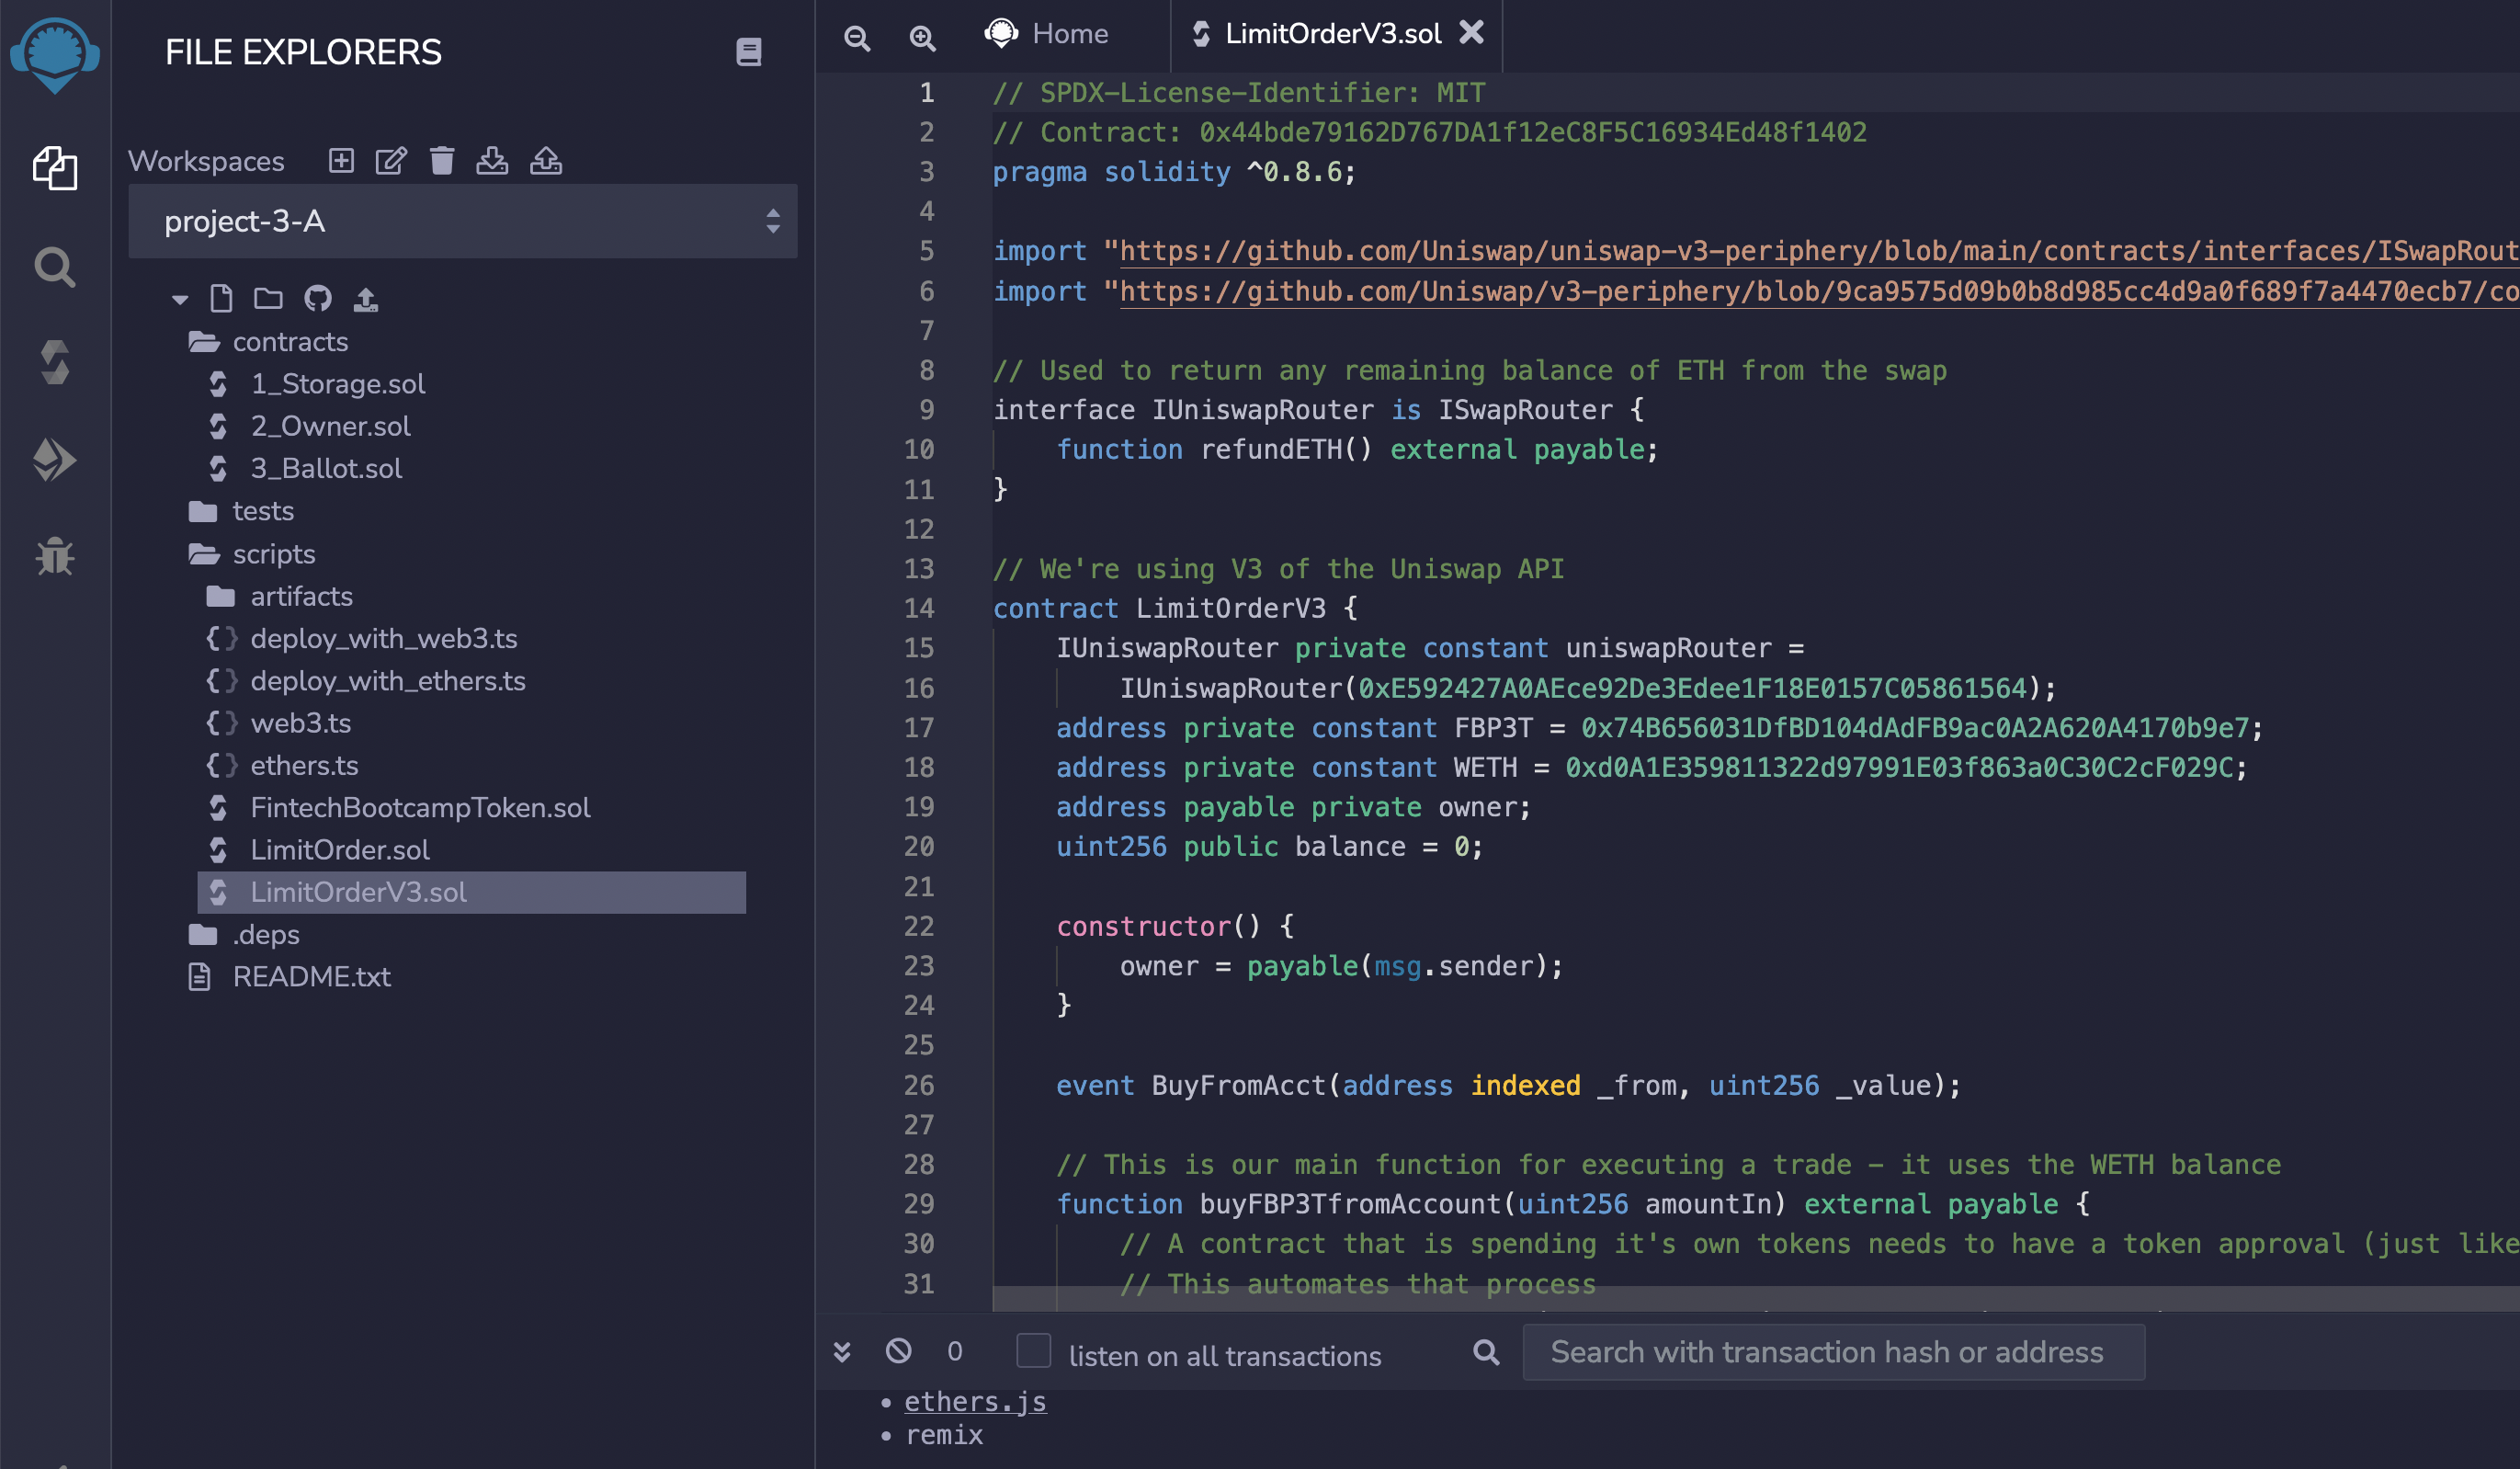 FILE EXPLORERS
Workspaces
project-3-A
contracts
1_Storage.sol
2_Owner.sol
3_Ballot.sol
tests
scripts
artifacts
{} deploy_with_web3.ts
{} deploy_with_ethers.ts
{} web3.ts
{} ethers.ts
FintechBootcampToken.sol
LimitOrder.sol
LimitOrderV3.sol
.deps
README.txt
Home
LimitOrderV3.sol
1 // SPDX-License-Identifier: MIT
2 // Contract: 0x44bde79162D767DA1f12eC8F5C16934Ed48f1402
3 pragma solidity ^0.8.6;
4
5 import "https://github.com/Uniswap/uniswap-v3-periphery/blob/main/contracts/interfaces/ISwapRout
6 import "https://github.com/Uniswap/v3-periphery/blob/9ca9575d09b0b8d985cc4d9a0f689f7a4470ecb7/co
7
8 // Used to return any remaining balance of ETH from the swap
9 interface IUniswapRouter is ISwapRouter {
10 function refundETH() external payable;
11 }
12
13 // We're using V3 of the Uniswap API
14 contract LimitOrderV3 {
15 IUniswapRouter private constant uniswapRouter =
16 IUniswapRouter(0xE592427A0AEce92De3Edee1F18E0157C05861564);
17 address private constant FBP3T = 0x74B656031DfBD104dAdFB9ac0A2A620A4170b9e7;
18 address private constant WETH = 0xd0A1E359811322d97991E03f863a0C30C2cF029C;
19 address payable private owner;
20 uint256 public balance = 0;
21
22 constructor() {
23 owner = payable(msg.sender);
24 }
25
26 event BuyFromAcct(address indexed _from, uint256 _value);
27
28 // This is our main function for executing a trade - it uses the WETH balance
29 function buyFBP3TfromAccount(uint256 amountIn) external payable {
30 // A contract that is spending it's own tokens needs to have a token approval (just like
31 // This automates that process
0
listen on all transactions
Search with transaction hash or address
• ethers.js
• remix